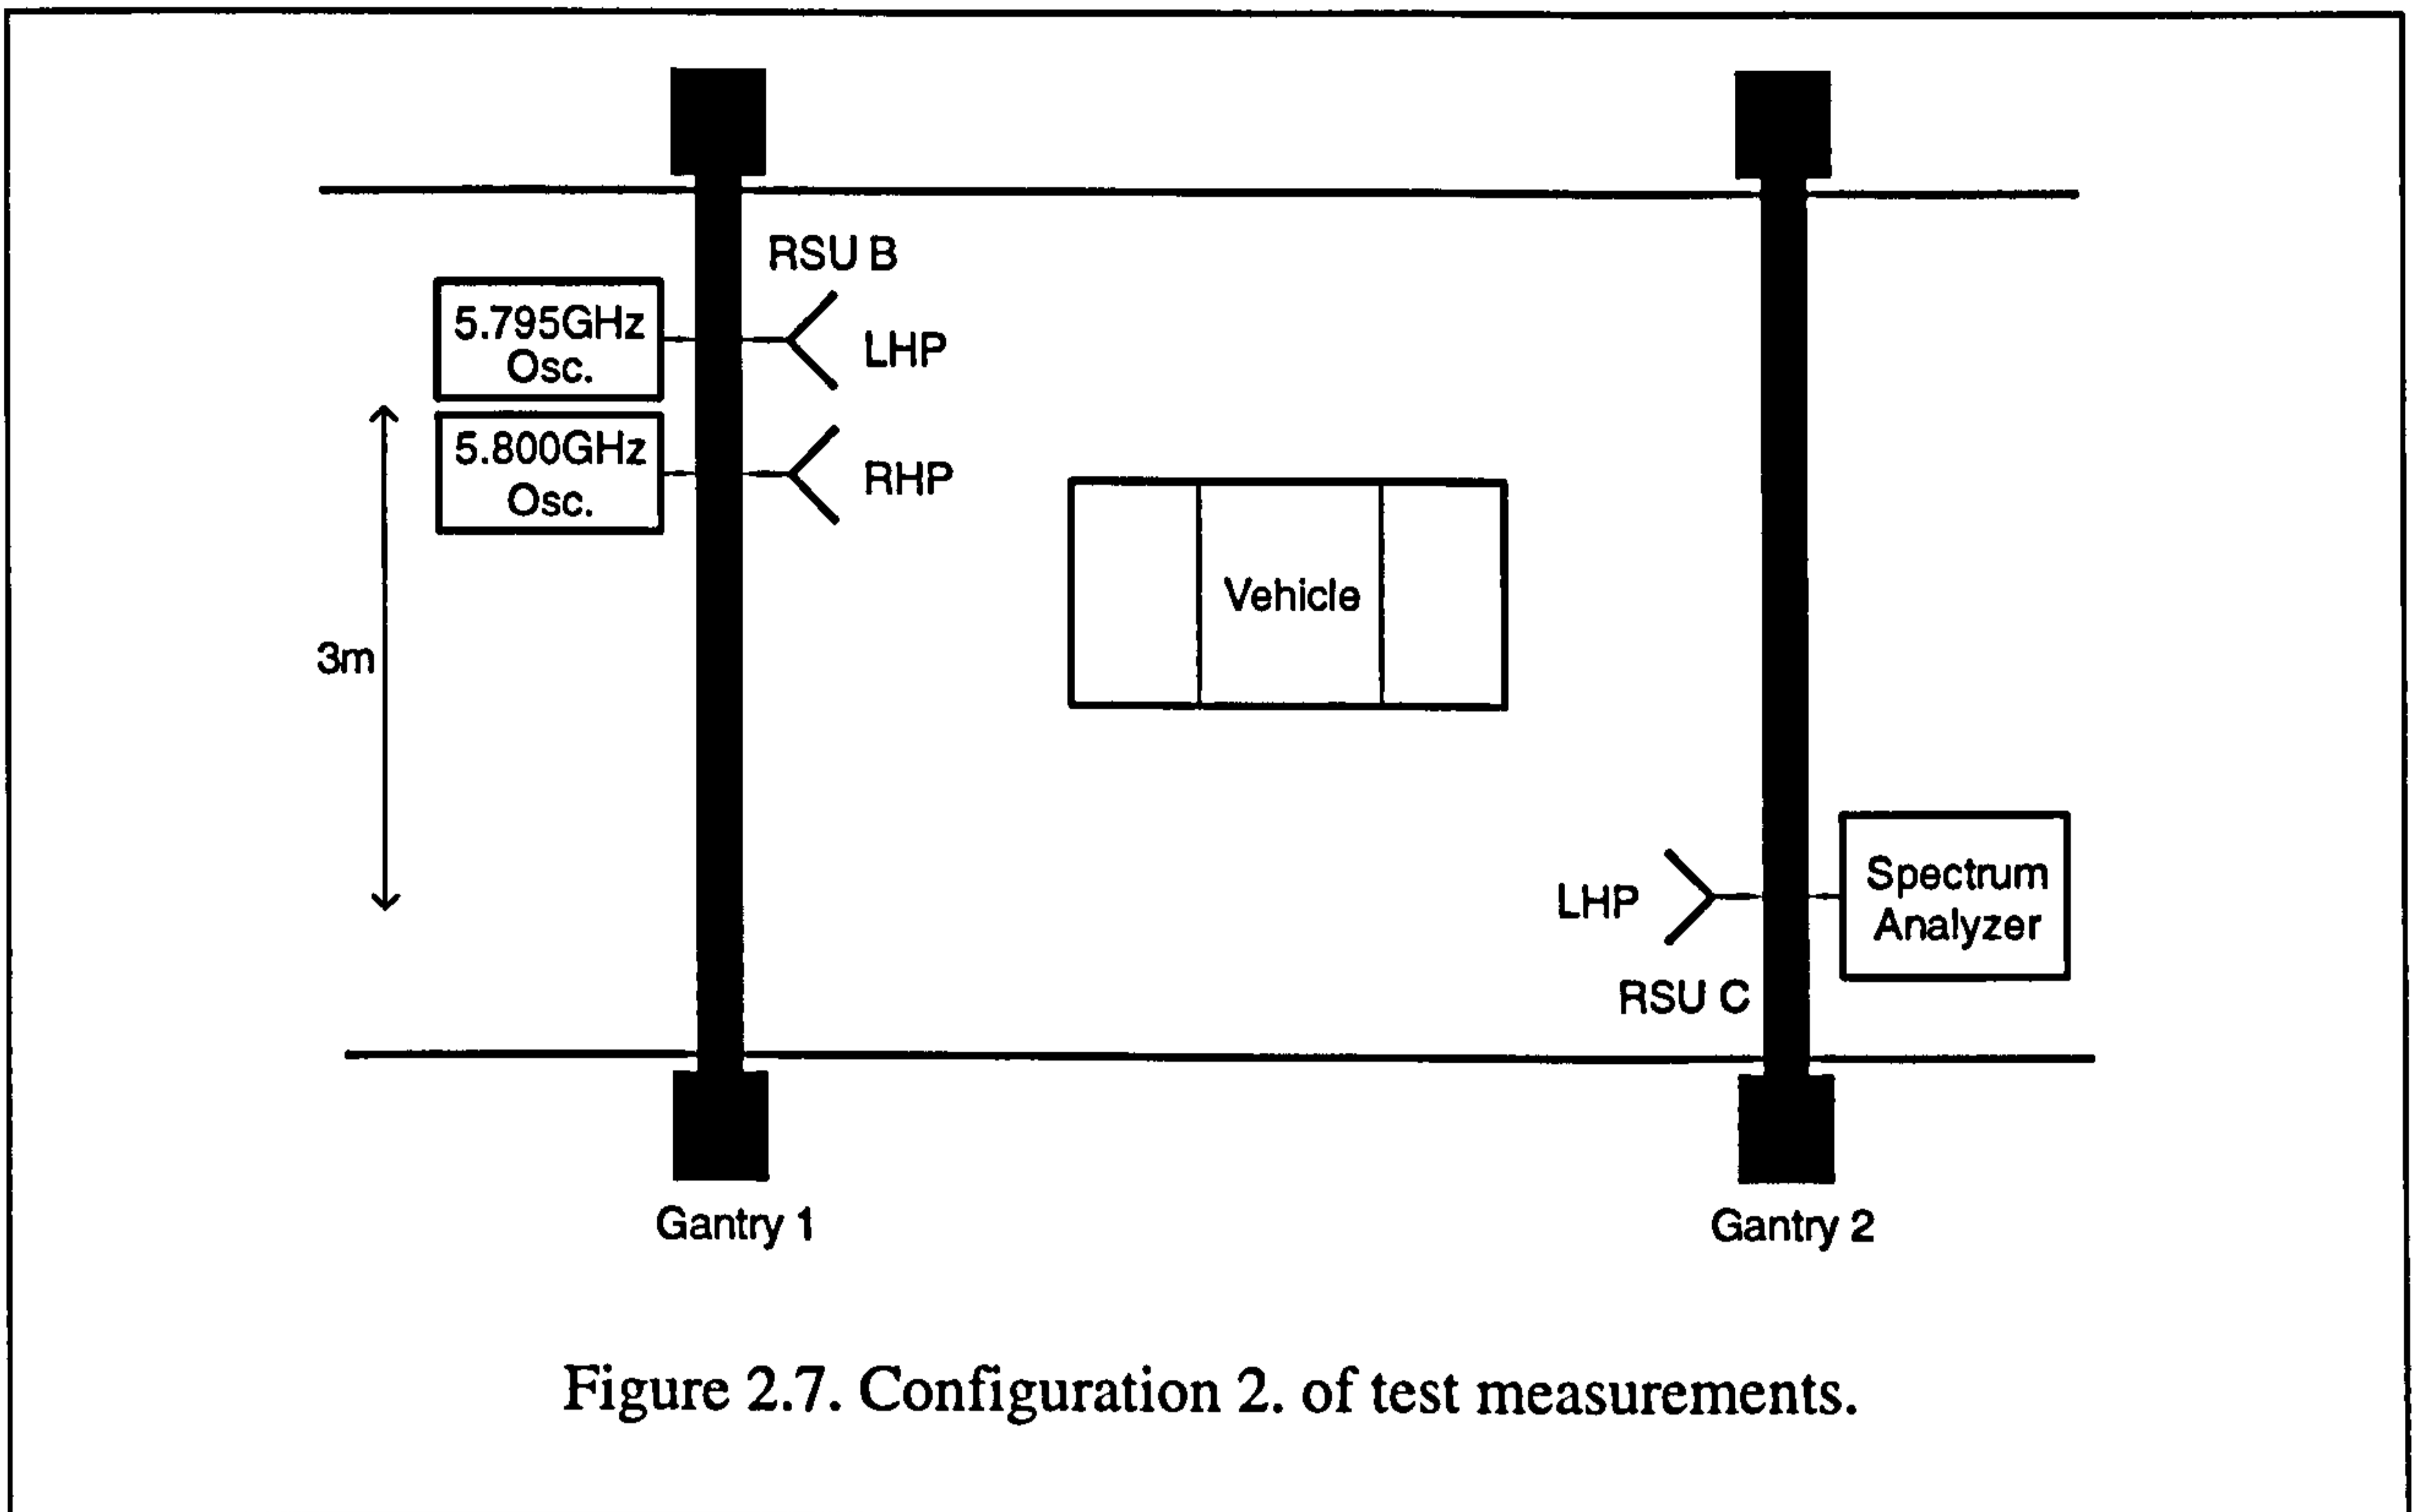 RSU B
5.795GHz
Osc.
LHP
5.800GHz
Osc.
RHP
Vehicle
3m
LHP
Spectrum
Analyzer
RSU C
Gantry 1
Gantry 2
Figure 2.7. Configuration 2. of test measurements.